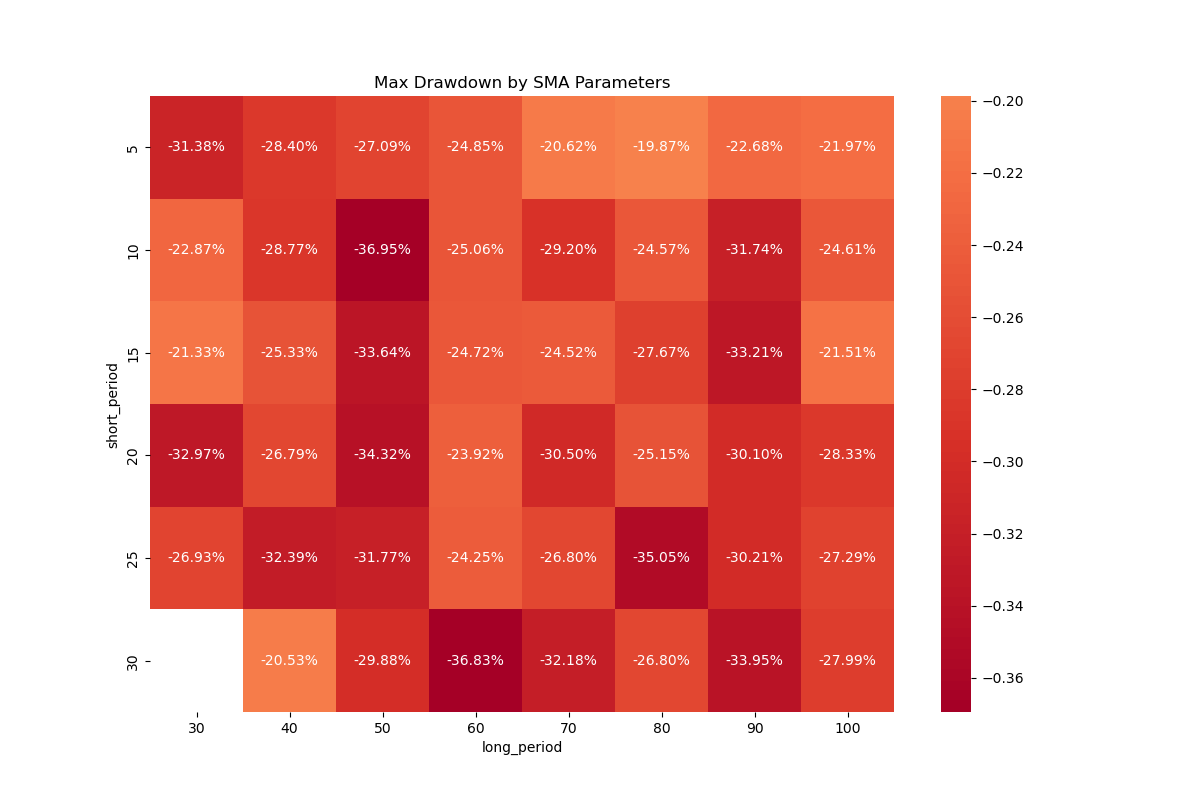 Max Drawdown by SMA Parameters
short_period
5 -31.38% -28.40% -27.09% -24.85% -20.62% -19.87% -22.68% -21.97%
10 -22.87% -28.77% -36.95% -25.06% -29.20% -24.57% -31.74% -24.61%
15 -21.33% -25.33% -33.64% -24.72% -24.52% -27.67% -33.21% -21.51%
20 -32.97% -26.79% -34.32% -23.92% -30.50% -25.15% -30.10% -28.33%
25 -26.93% -32.39% -31.77% -24.25% -26.80% -35.05% -30.21% -27.29%
30 -20.53% -29.88% -36.83% -32.18% -26.80% -33.95% -27.99%
30 40 50 60 70 80 90 100
long_period
−0.20
−0.22
−0.24
−0.26
−0.28
−0.30
−0.32
−0.34
−0.36